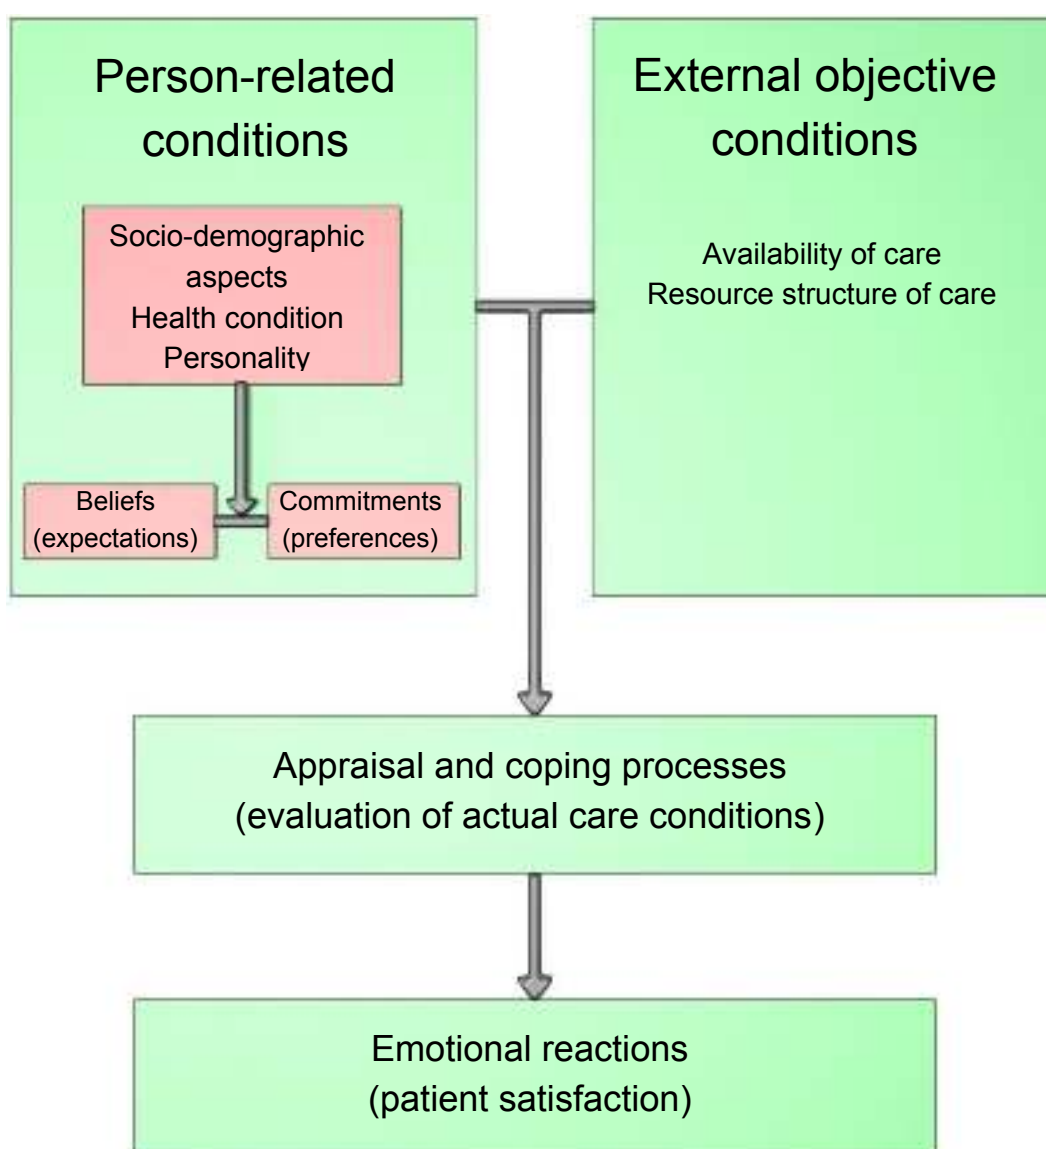 Person-related
conditions
Socio-demographic
aspects
Health condition
Personality
Beliefs
(expectations)
Commitments
(preferences)
External objective
conditions
Availability of care
Resource structure of care
Appraisal and coping processes
(evaluation of actual care conditions)
Emotional reactions
(patient satisfaction)